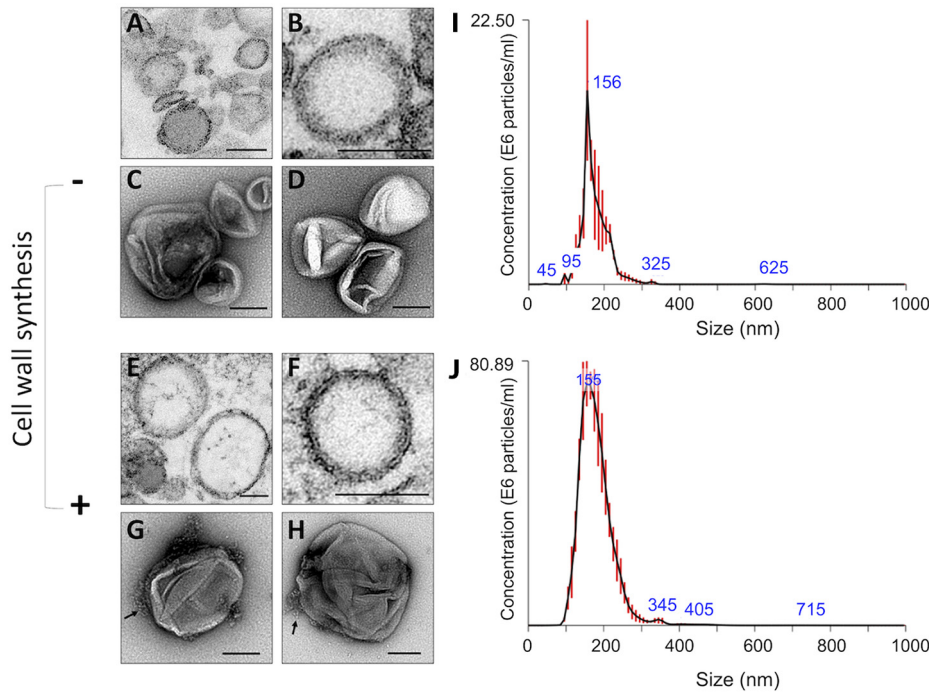 A
B
C
D
-
Cell wall synthesis
E
F
+
G
H
I
22.50
Concentration (E6 particles/ml)
156
45
95
325
625
0
200
400
600
800
1000
Size (nm)
J
80.89
Concentration (E6 particles/ml)
155
345
405
715
0
200
400
600
800
1000
Size (nm)